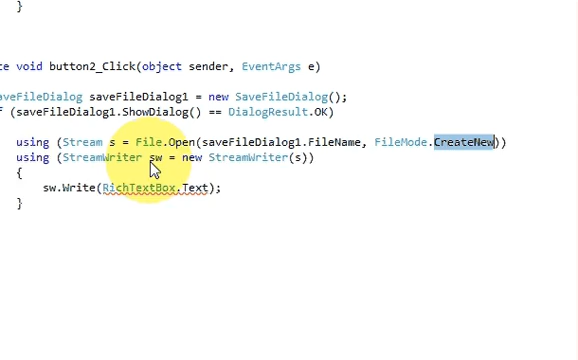 }
te void button2_Click(object sender, EventArgs e)
aveFileDialog saveFileDialog1 = new SaveFileDialog();
f (saveFileDialog1.ShowDialog() == DialogResult.OK)
using (Stream s = File.Open(saveFileDialog1.FileName, FileMode.CreateNew))
using (StreamWriter sw = new StreamWriter(s))
{
sw.Write(RichTextBox.Text);
}